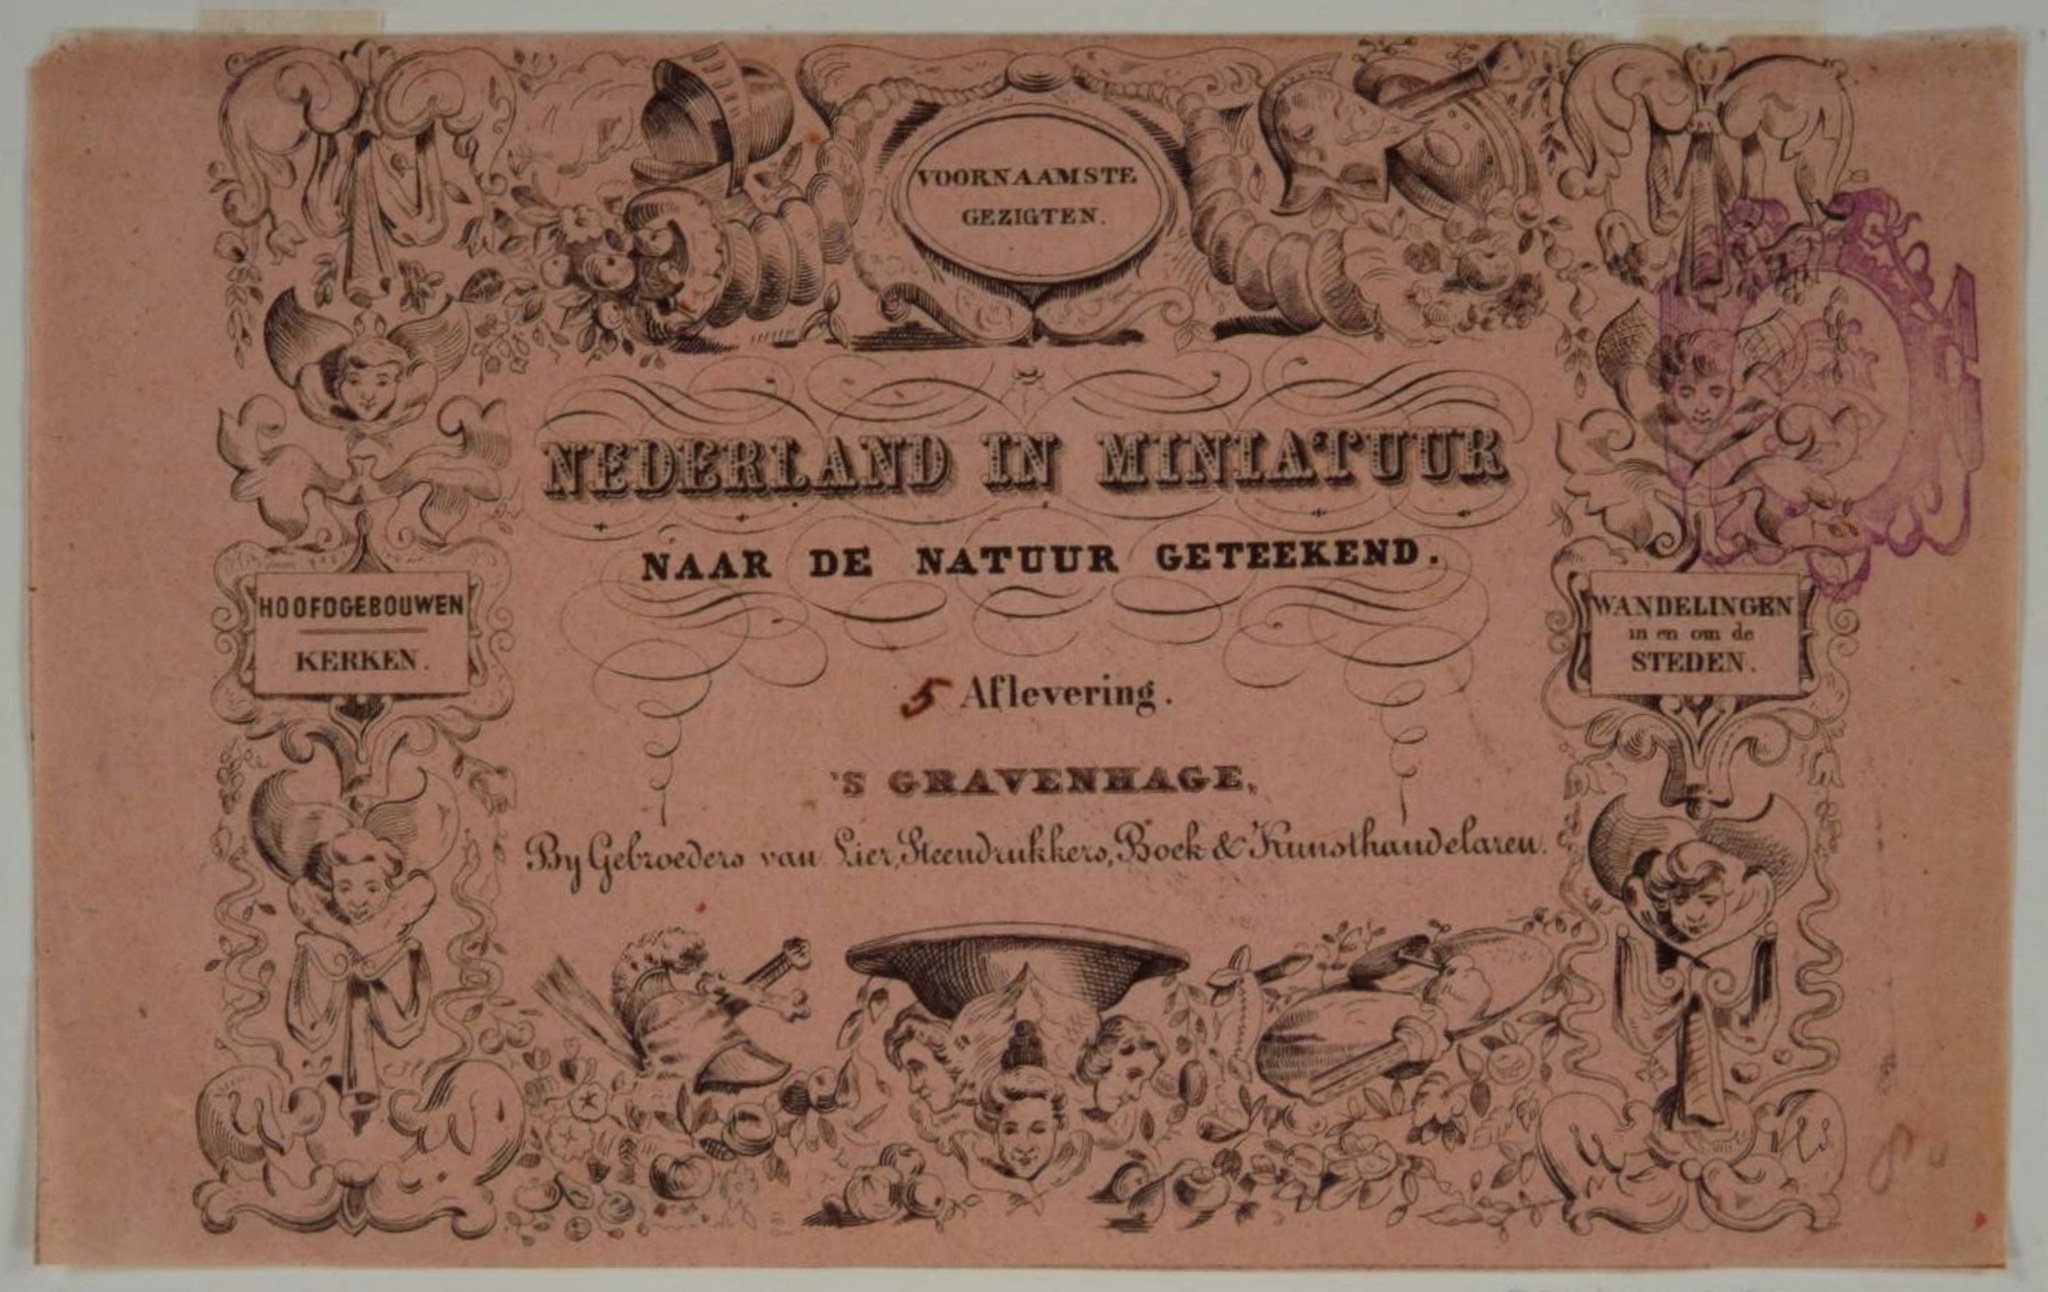 VOORNAAMSTE
GEZIGTEN.
NEDERLAND IN MINIATUUR
NAAR DE NATUUR GETEEKEND.
HOOFDGEBOUWEN
KERKEN.
WANDELINGEN
in en om de
STEDEN.
5 Aflevering.
'S GRAVENHAGE,
By Gebroeders van Lier, Steendrukkers, Boek & Kunsthandelaren.